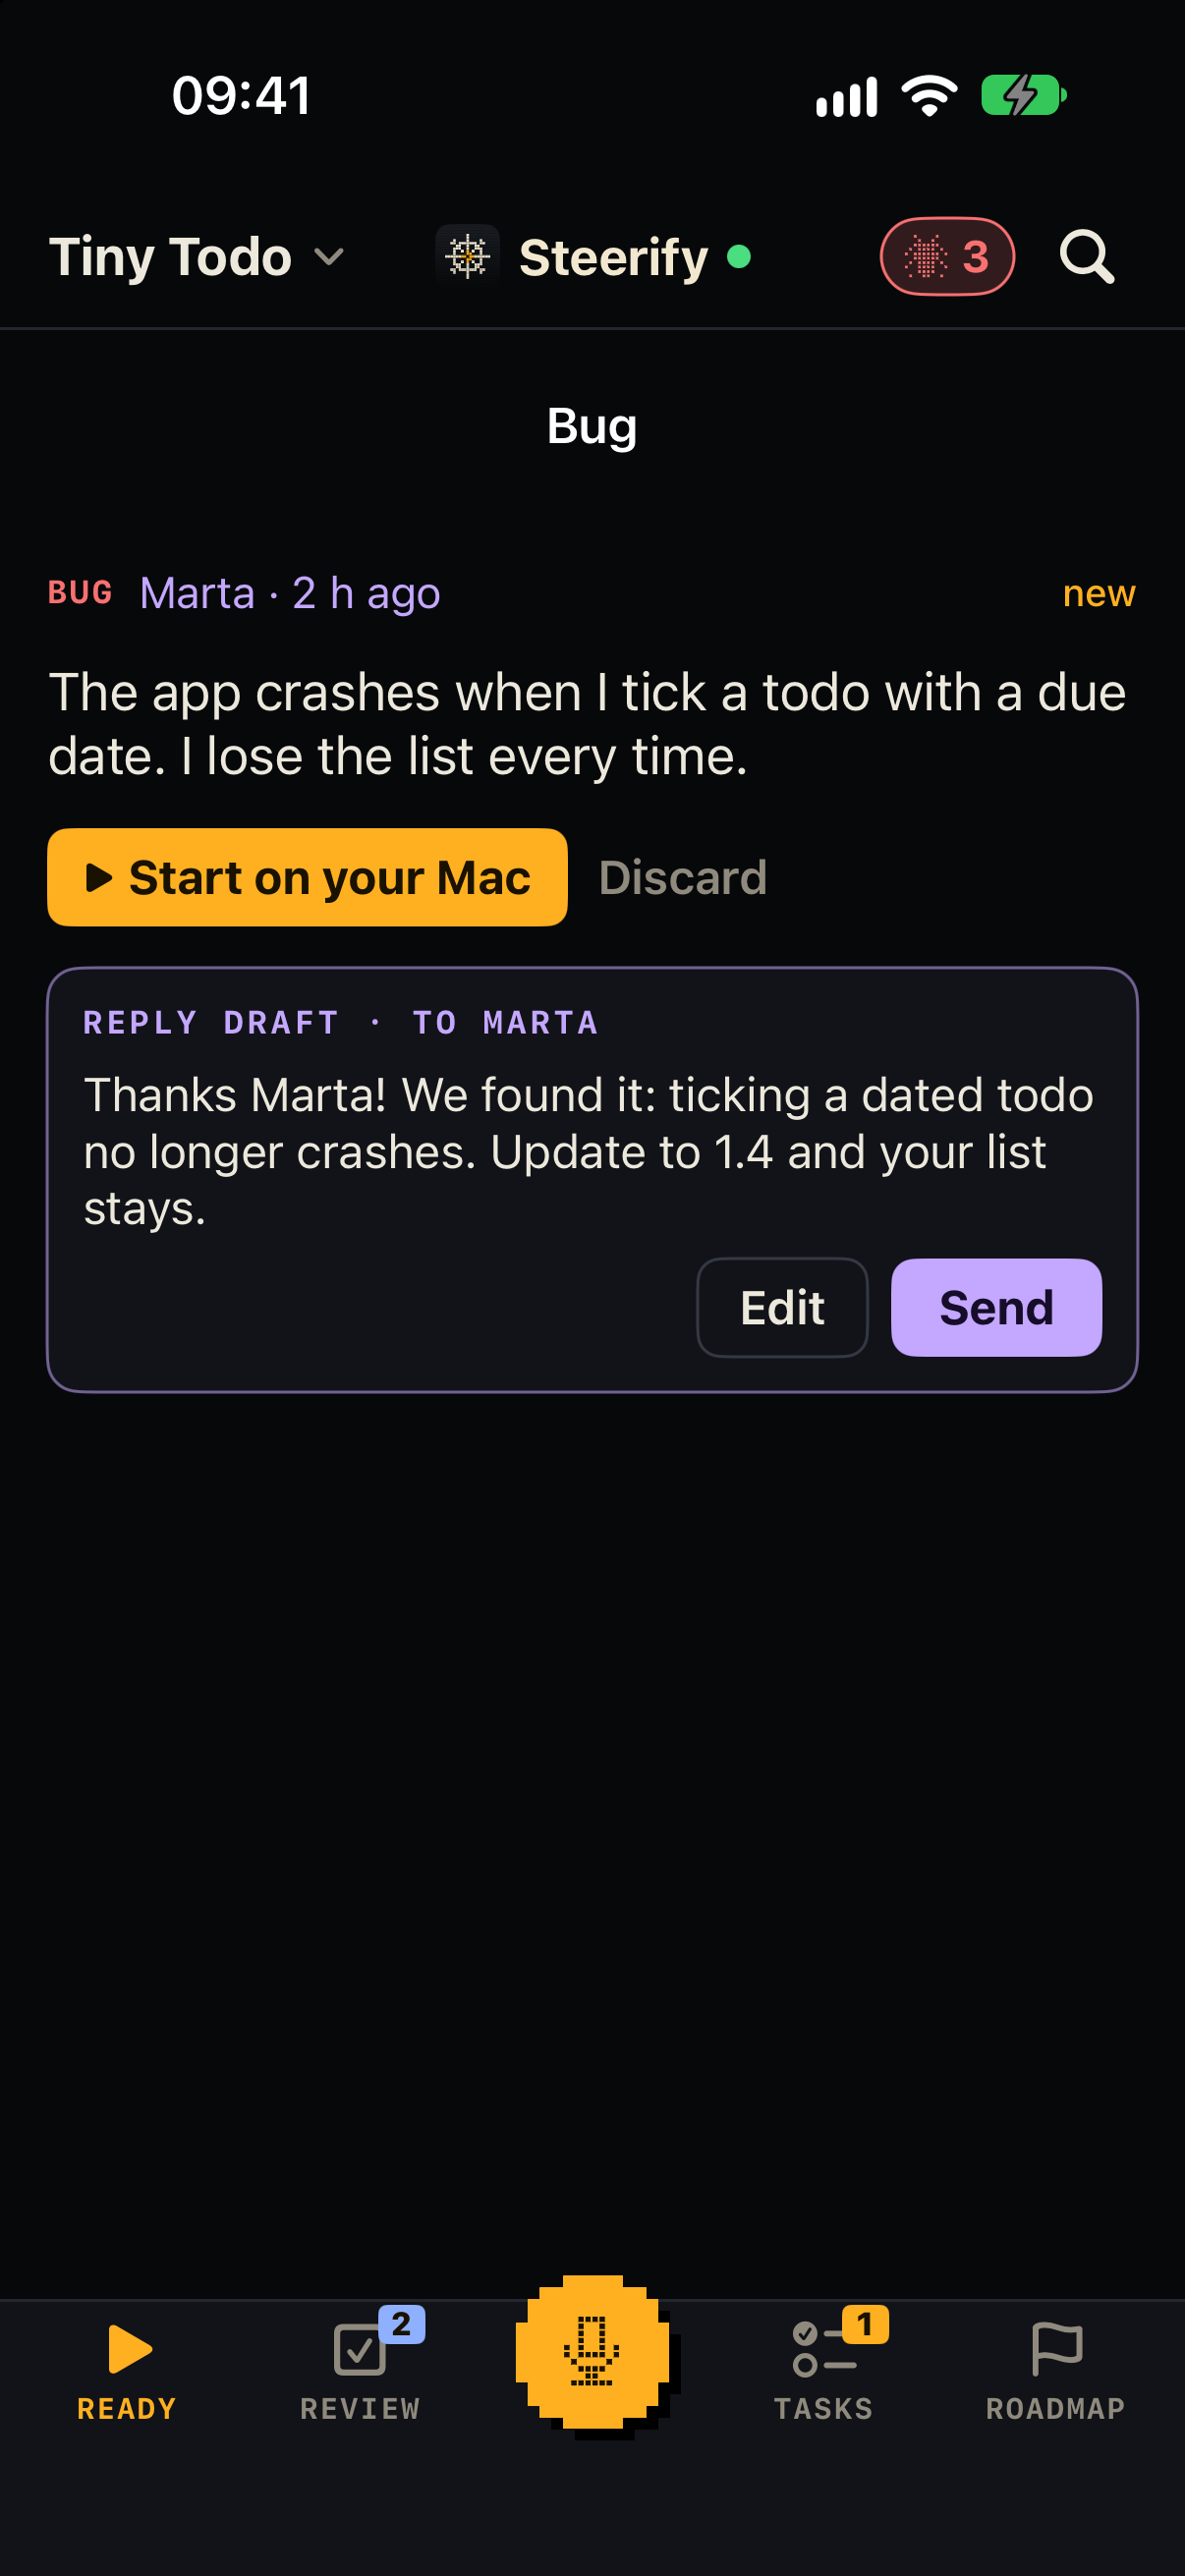 09:41
Tiny Todo
Steerify
3
Bug
BUG Marta · 2 h ago
new
The app crashes when I tick a todo with a due
date. I lose the list every time.
Start on your Mac
Discard
REPLY DRAFT · TO MARTA
Thanks Marta! We found it: ticking a dated todo
no longer crashes. Update to 1.4 and your list
stays.
Edit
Send
2
1
READY
REVIEW
TASKS
ROADMAP